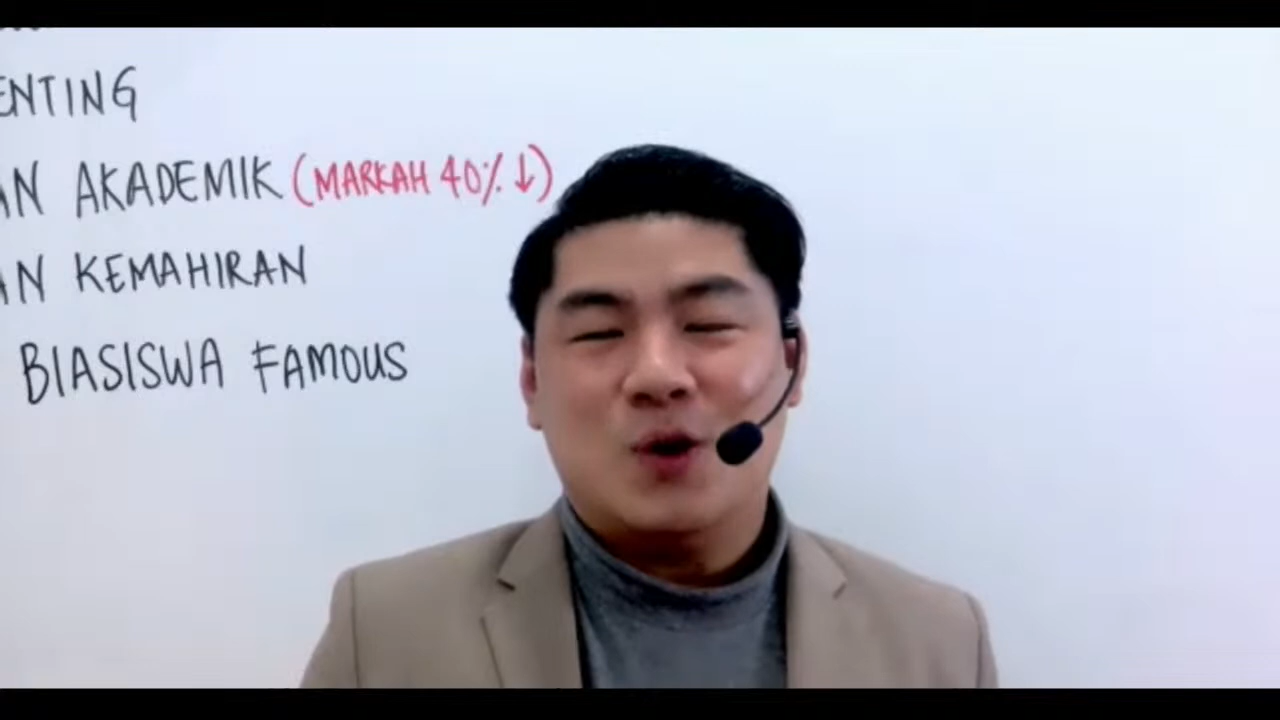 ENTING
AN AKADEMIK (MARKAH 40% ↓)
AN KEMAHIRAN
BIASISWA FAMOUS